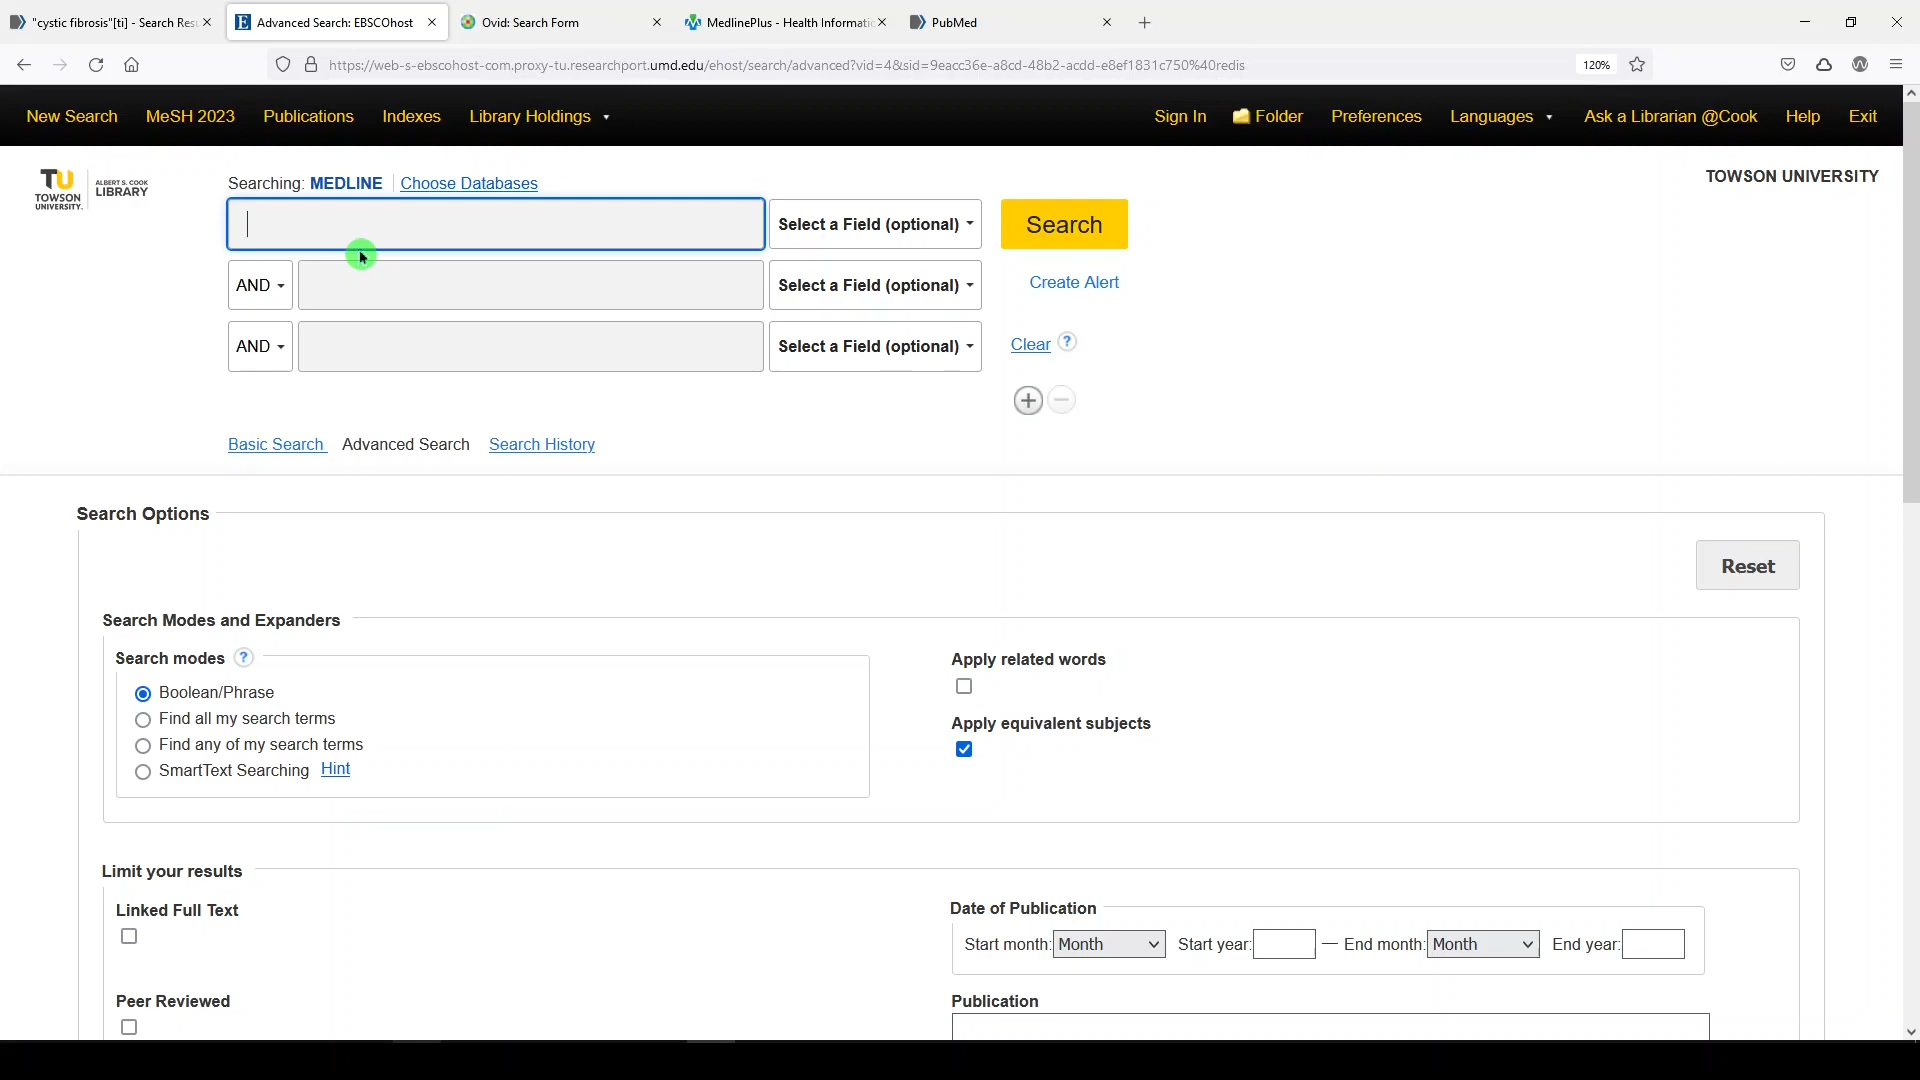 "cystic fibrosis"[ti] - Search Res
Advanced Search: EBSCOhost
Ovid: Search Form
MedlinePlus - Health Informatic
PubMed
https://web-s-ebscohost-com.proxy-tu.researchport.umd.edu/ehost/search/advanced?vid=4&sid=9eacc36e-a8cd-48b2-acdd-e8ef1831c750%40redis
120%
New Search MeSH 2023 Publications Indexes Library Holdings Sign In Folder Preferences Languages Ask a Librarian @Cook Help Exit
TU
TOWSON
UNIVERSITY.
ALBERT S. COOK
LIBRARY
Searching: MEDLINE Choose Databases
TOWSON UNIVERSITY
Select a Field (optional) Search
AND Select a Field (optional) Create Alert
AND Select a Field (optional) Clear ?
Basic Search Advanced Search Search History
Search Options
Reset
Search Modes and Expanders
Search modes ?
Boolean/Phrase
Find all my search terms
Find any of my search terms
SmartText Searching Hint
Apply related words
Apply equivalent subjects
Limit your results
Linked Full Text
Date of Publication
Start month: Month Start year: — End month: Month End year:
Peer Reviewed
Publication